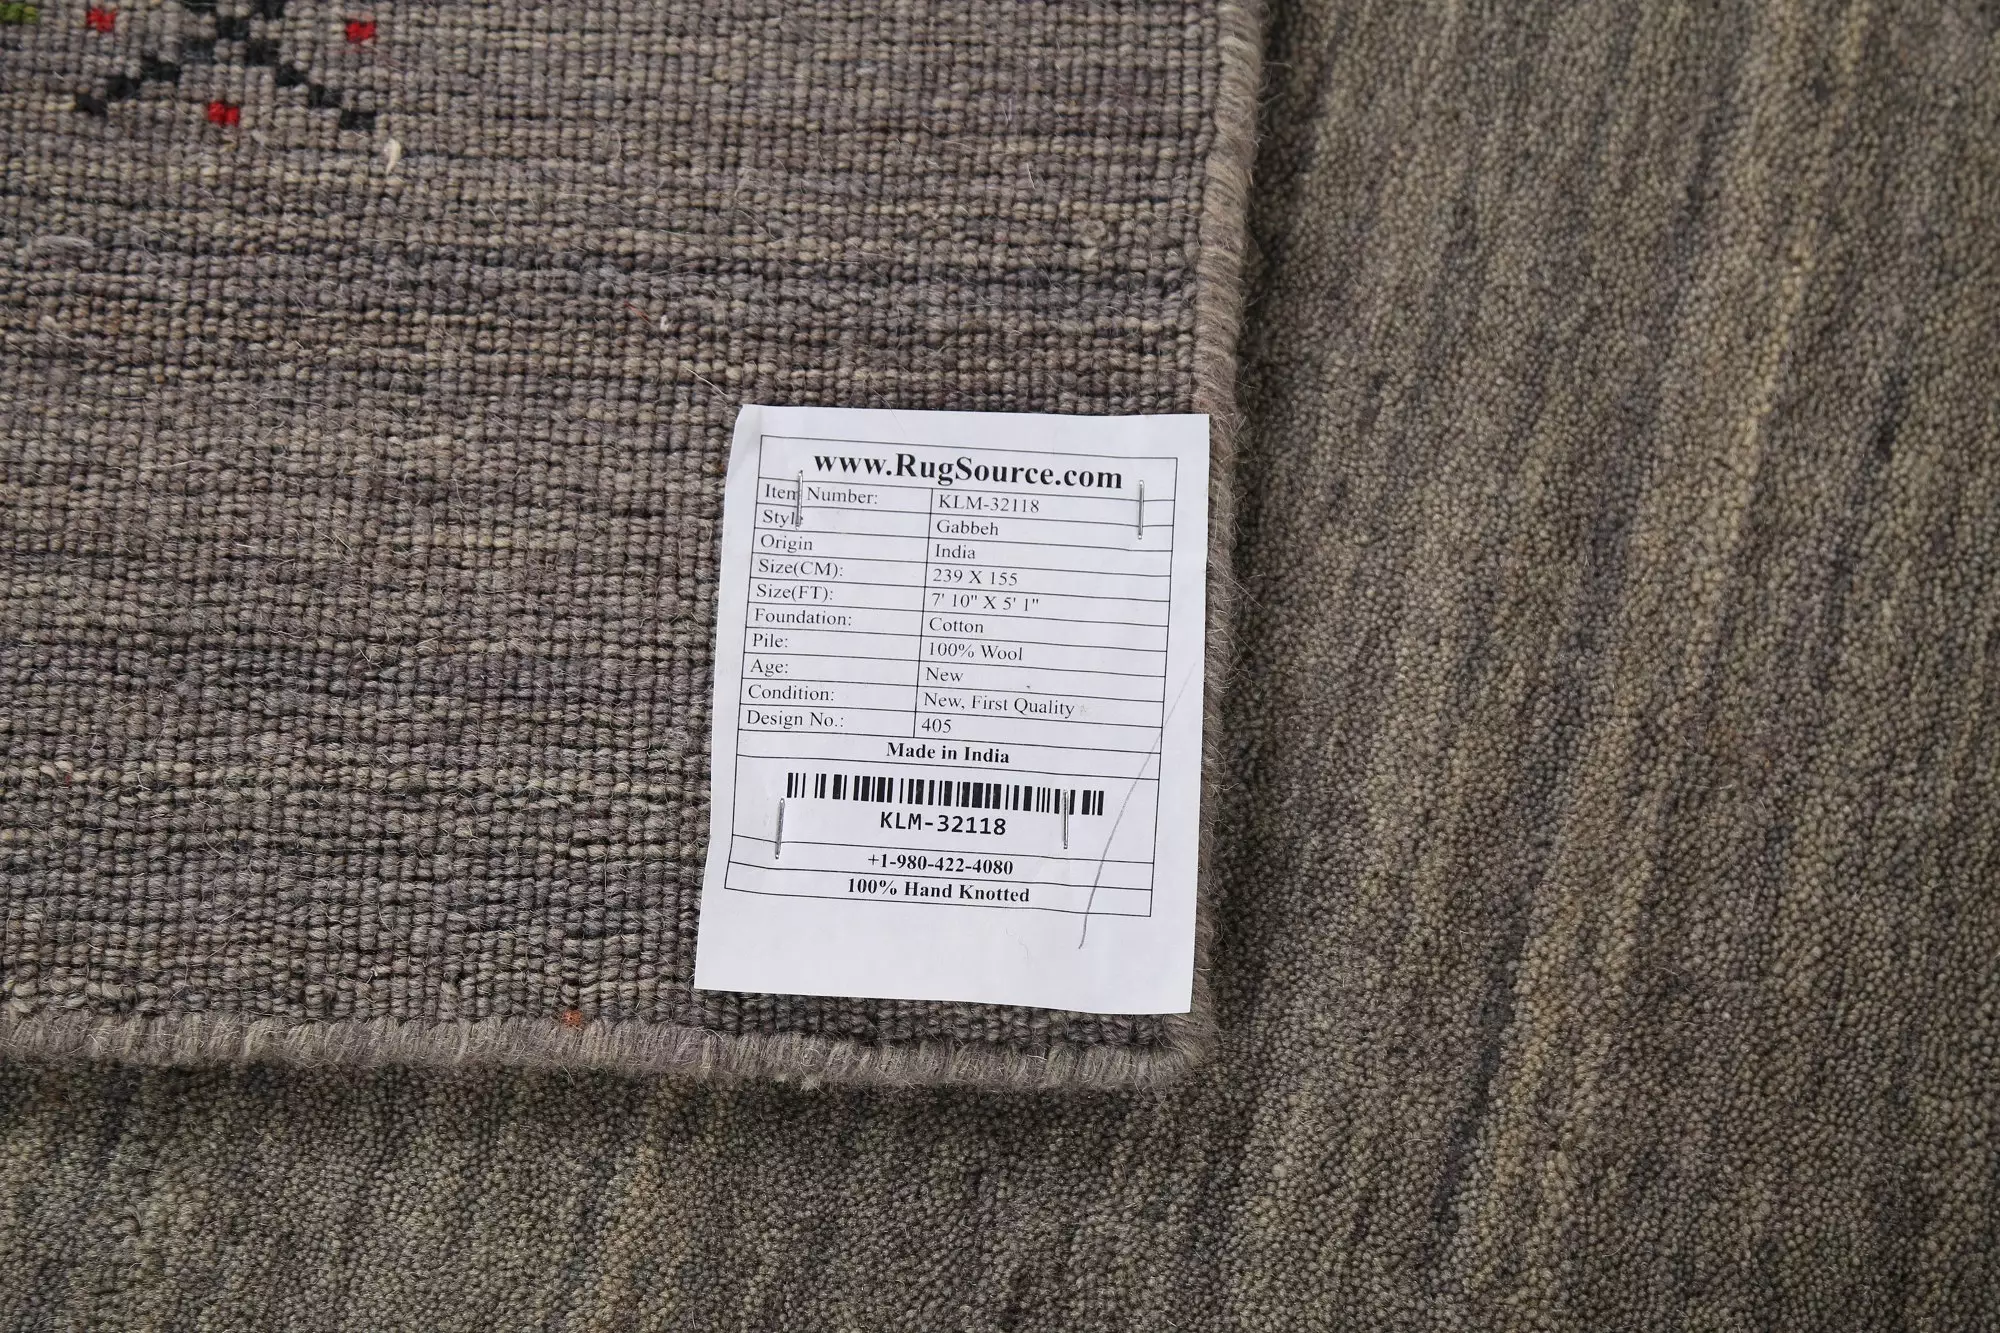 www.RugSource.com
Item Number: KLM-32118
Style Gabbeh
Origin India
Size(CM): 239 X 155
Size(FT): 7' 10" X 5' 1"
Foundation: Cotton
Pile: 100% Wool
Age: New
Condition: New, First Quality
Design No.: 405
Made in India
KLM-32118
+1-980-422-4080
100% Hand Knotted